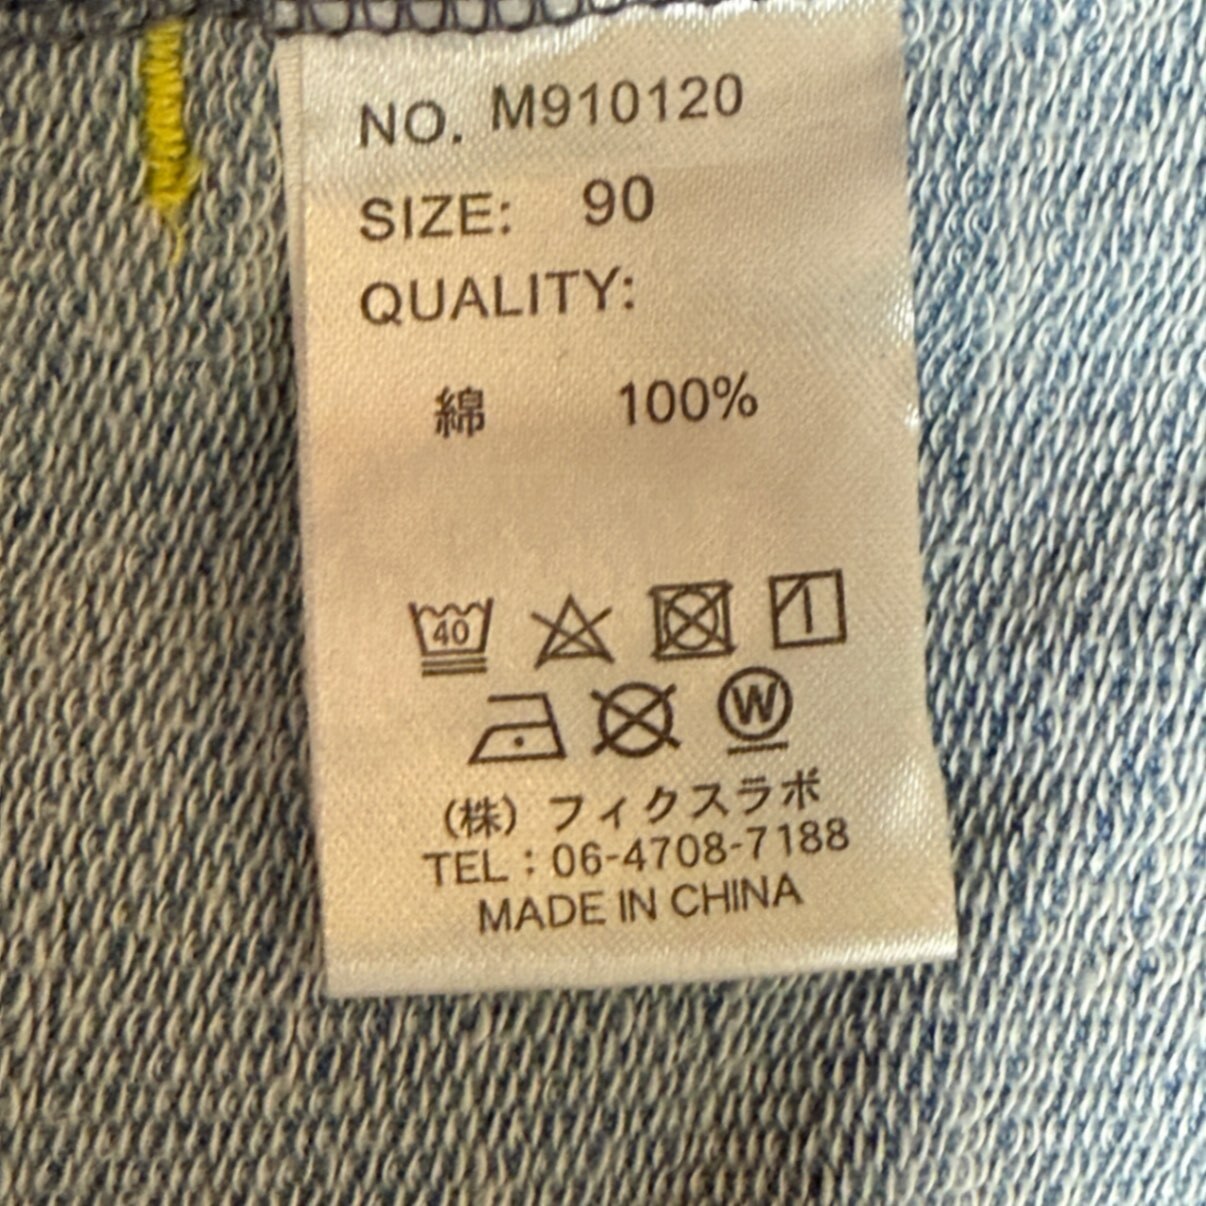 NO. M910120
SIZE: 90
QUALITY:
綿 100%
40
W
(株) フィクスラボ
TEL : 06-4708-7188
MADE IN CHINA